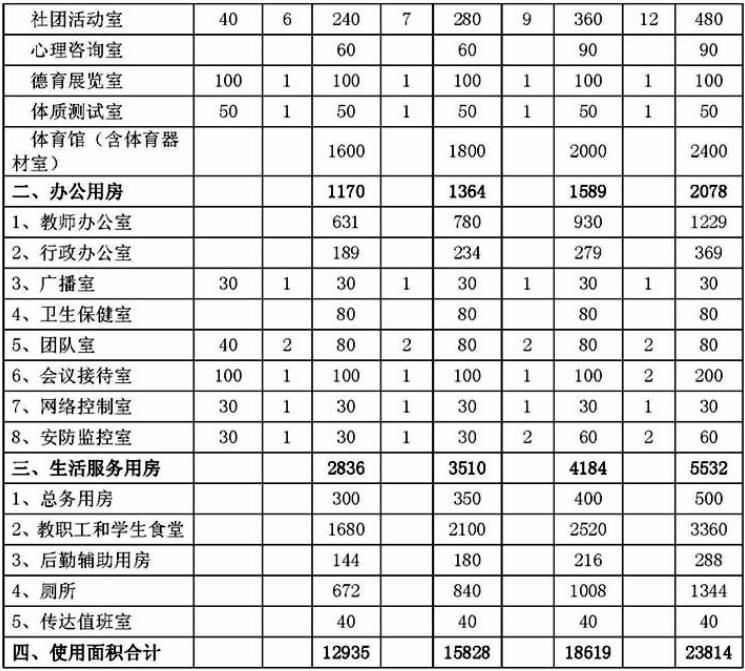 社团活动室 40 6 240 7 280 9 360 12 480
心理咨询室 60 60 90 90
德育展览室 100 1 100 1 100 1 100 1 100
体质测试室 50 1 50 1 50 1 50 1 50
体育馆（含体育器
材室） 1600 1800 2000 2400
二、办公用房 1170 1364 1589 2078
1、教师办公室 631 780 930 1229
2、行政办公室 189 234 279 369
3、广播室 30 1 30 1 30 1 30 1 30
4、卫生保健室 80 80 80 80
5、团队室 40 2 80 2 80 2 80 2 80
6、会议接待室 100 1 100 1 100 1 100 2 200
7、网络控制室 30 1 30 1 30 1 30 1 30
8、安防监控室 30 1 30 1 30 2 60 2 60
三、生活服务用房 2836 3510 4184 5532
1、总务用房 300 350 400 500
2、教职工和学生食堂 1680 2100 2520 3360
3、后勤辅助用房 144 180 216 288
4、厕所 672 840 1008 1344
5、传达值班室 40 40 40 40
四、使用面积合计 12935 15828 18619 23814